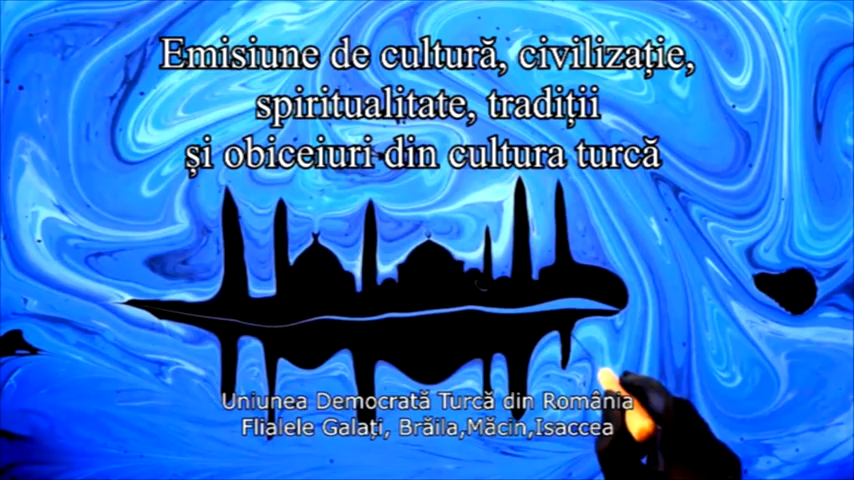 Emisiune de cultură, civilizație,
spiritualitate, tradiții
și obiceiuri din cultura turcă
Uniunea Democrată Turcă din România
Flialele Galați, Brăila,Măcin,Isaccea